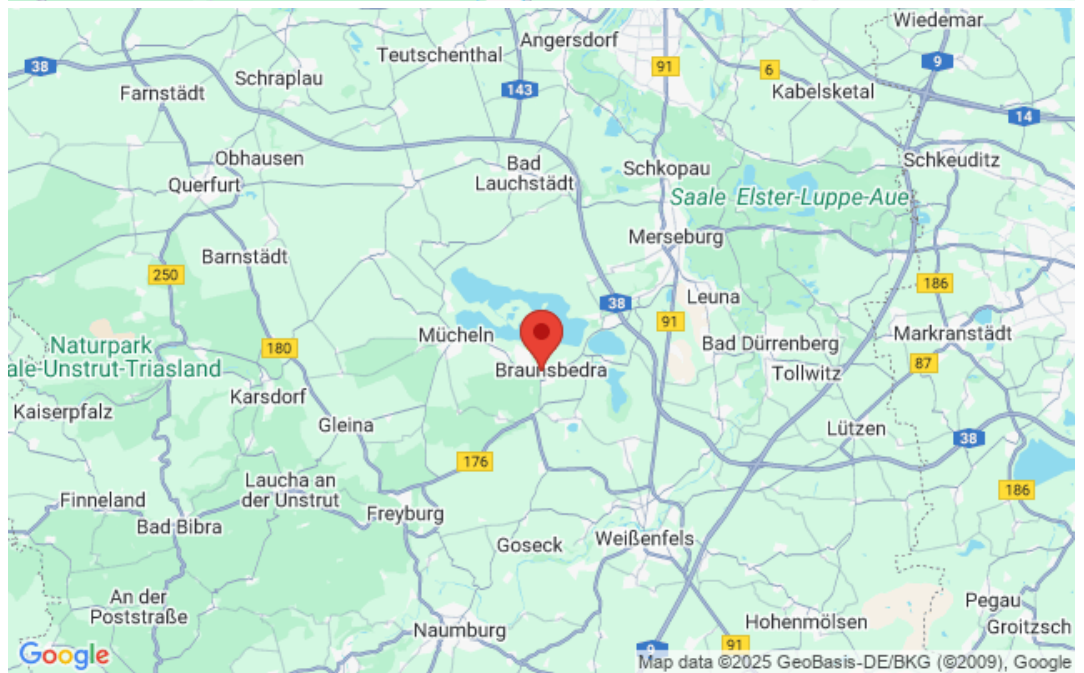 Wiedemar
Teutschenthal
Angersdorf
38
Schraplau
91
6
9
Farnstädt
143
Kabelsketal
14
Obhausen
Bad
Lauchstädt
Schkopau
Schkeuditz
Querfurt
Saale Elster-Luppe-Aue
Merseburg
Barnstädt
250
186
38
Leuna
91
Mücheln
Markranstädt
Naturpark
ale-Unstrut-Triasland
180
Bad Dürrenberg
87
Braunsbedra
Tollwitz
Karsdorf
Kaiserpfalz
Gleina
Lützen
38
176
Laucha an
der Unstrut
186
Finneland
Freyburg
Bad Bibra
Goseck
Weißenfels
An der
Poststraße
Pegau
Naumburg
Hohenmölsen
Groitzsch
91
9
Google
Map data ©2025 GeoBasis-DE/BKG (©2009), Google